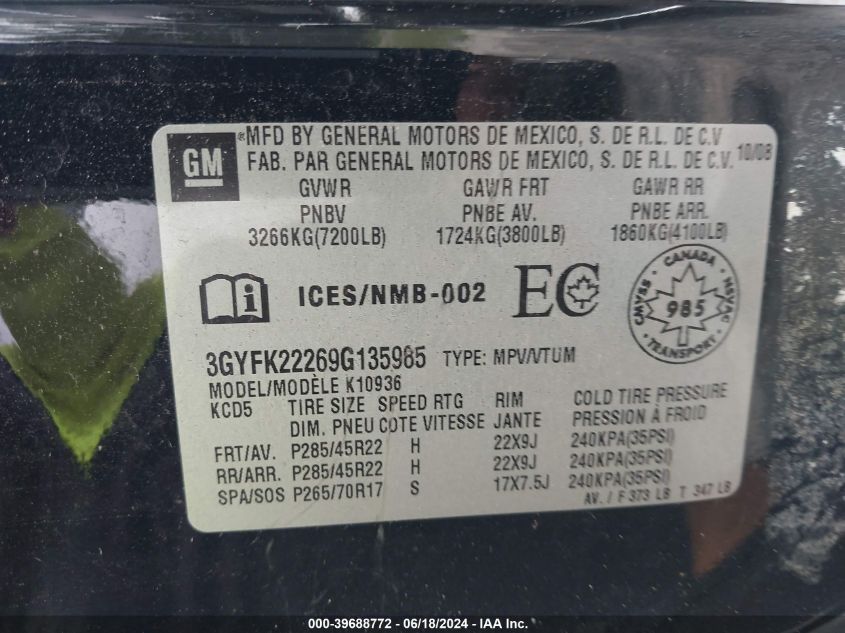 GM
®MFD BY GENERAL MOTORS DE MEXICO, S. DE R.L. DE C.V
FAB. PAR GENERAL MOTORS DE MEXICO, S. DE R.L. DE C.V. 10/08
GVWR GAWR FRT GAWR RR
PNBV PNBE AV. PNBE ARR.
3266KG(7200LB) 1724KG(3800LB) 1860KG(4100LB)
i ICES/NMB-002 EC
CANADA CMVSS 985 NSVAC
3GYFK22269G135985 TYPE: MPV/VTUM
MODEL/MODÈLE K10936
KCD5 TIRE SIZE SPEED RTG RIM COLD TIRE PRESSURE
DIM. PNEU COTE VITESSE JANTE PRESSION À FROID
FRT/AV. P285/45R22 H 22X9J 240KPA(35PSI)
RR/ARR. P285/45R22 H 22X9J 240KPA(35PSI)
SPA/SOS P265/70R17 S 17X7.5J 240KPA(35PSI)
AV. / F 373 LB T 347 LB
000-39688772 - 06/18/2024 - IAA Inc.